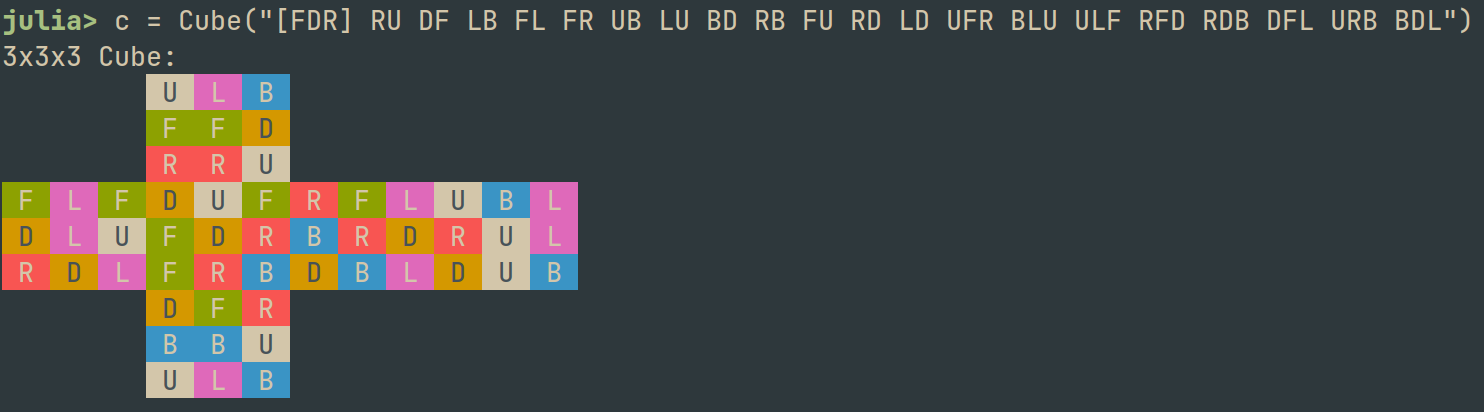 julia> c = Cube("[FDR] RU DF LB FL FR UB LU BD RB FU RD LD UFR BLU ULF RFD RDB DFL URB BDL")
3x3x3 Cube:
U L B
F F D
R R U
F L F D U F R F L U B L
D L U F D R B R D R U L
R D L F R B D B L D U B
D F R
B B U
U L B